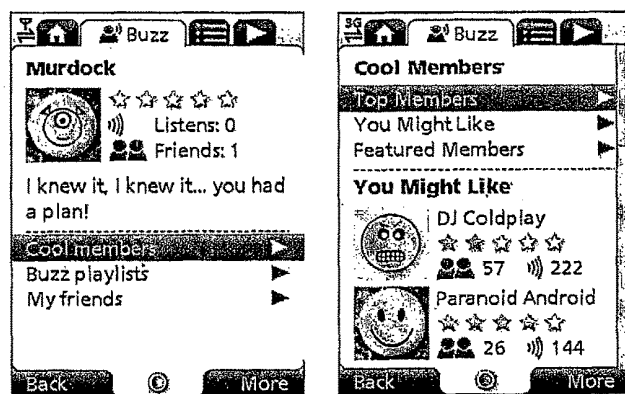 Buzz
Murdock
Listens: 0
Friends: 1
I knew it, I knew it... you had
a plan!
Cool members
Buzz playlists
My friends
Back
More
3G
Buzz
Cool Members
Top Members
You Might Like
Featured Members
You Might Like
DJ Coldplay
57 222
Paranoid Android
26 144
Back
More